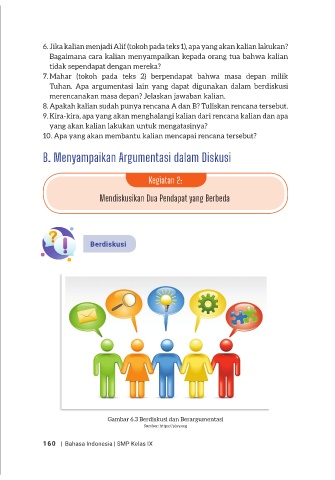 6. Jika kalian menjadi Alif (tokoh pada teks 1), apa yang akan kalian lakukan?
Bagaimana cara kalian menyampaikan kepada orang tua bahwa kalian
tidak sependapat dengan mereka?
7. Mahar (tokoh pada teks 2) berpendapat bahwa masa depan milik
Tuhan. Apa argumentasi lain yang dapat digunakan dalam berdiskusi
merencanakan masa depan? Jelaskan jawaban kalian.
8. Apakah kalian sudah punya rencana A dan B? Tuliskan rencana tersebut.
9. Kira-kira, apa yang akan menghalangi kalian dari rencana kalian dan apa
yang akan kalian lakukan untuk mengatasinya?
10. Apa yang akan membantu kalian mencapai rencana tersebut?
B. Menyampaikan Argumentasi dalam Diskusi
Kegiatan 2:
Mendiskusikan Dua Pendapat yang Berbeda
Berdiskusi
Gambar 6.3 Berdiskusi dan Berargumentasi
160 | Bahasa Indonesia | SMP Kelas IX